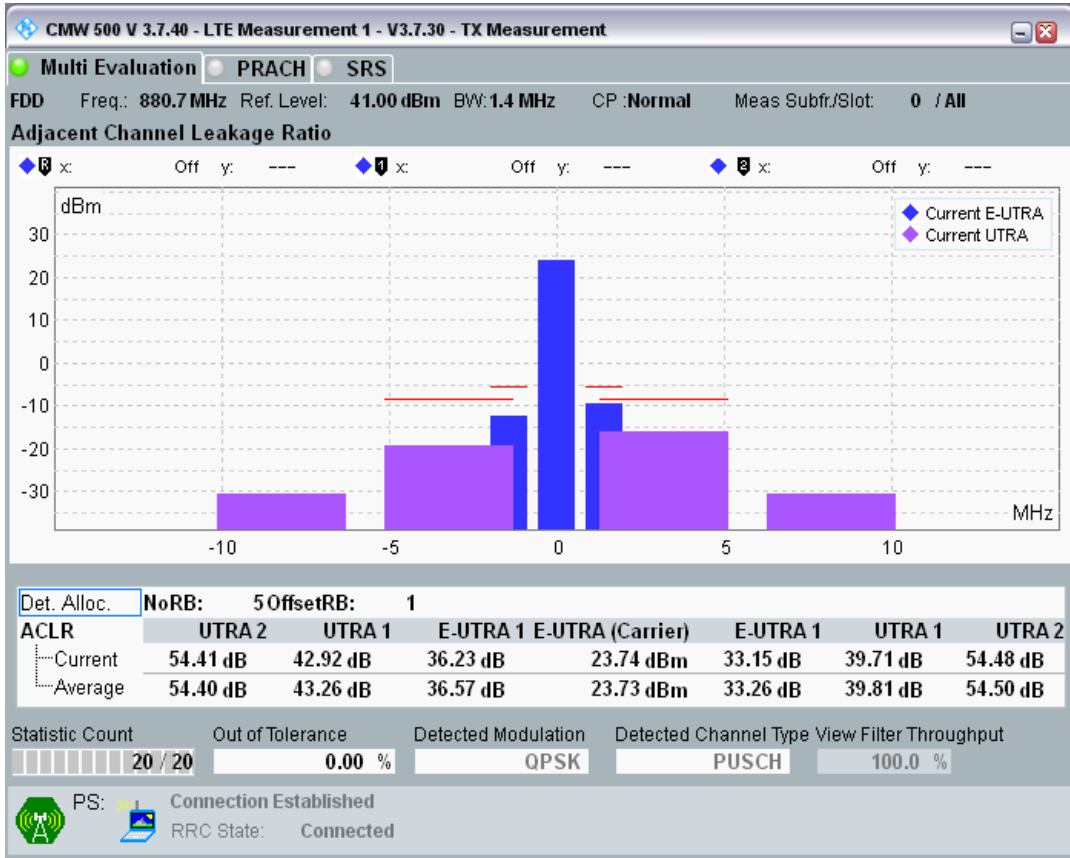 CMW 500 V 3.7.40 - LTE Measurement 1 - V3.7.30 - TX Measurement
Multi Evaluation PRACH SRS
FDD Freq.: 880.7 MHz Ref. Level: 41.00 dBm BW: 1.4 MHz CP :Normal Meas Subfr./Slot: 0 / All
Adjacent Channel Leakage Ratio
R x: Off y: --- 1 x: Off y: --- 2 x: Off y: ---
dBm
Current E-UTRA
Current UTRA
30
20
10
0
-10
-20
-30
MHz
-10 -5 0 5 10
Det. Alloc. NoRB: 5 OffsetRB: 1
ACLR UTRA 2 UTRA 1 E-UTRA 1 E-UTRA (Carrier) E-UTRA 1 UTRA 1 UTRA 2
Current 54.41 dB 42.92 dB 36.23 dB 23.74 dBm 33.15 dB 39.71 dB 54.48 dB
Average 54.40 dB 43.26 dB 36.57 dB 23.73 dBm 33.26 dB 39.81 dB 54.50 dB
Statistic Count Out of Tolerance Detected Modulation Detected Channel Type View Filter Throughput
20 / 20 0.00 % QPSK PUSCH 100.0 %
PS: Connection Established
RRC State: Connected